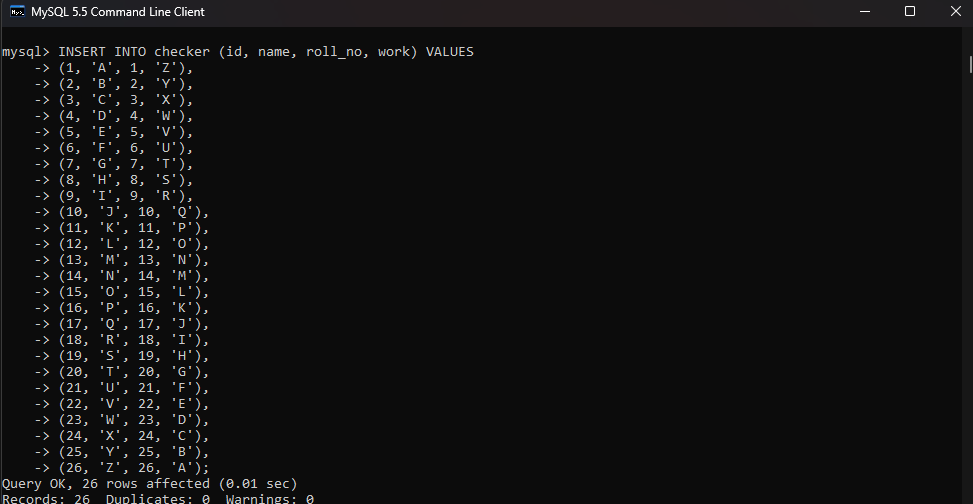 MySQL 5.5 Command Line Client
mysql> INSERT INTO checker (id, name, roll_no, work) VALUES
    -> (1, 'A', 1, 'Z'),
    -> (2, 'B', 2, 'Y'),
    -> (3, 'C', 3, 'X'),
    -> (4, 'D', 4, 'W'),
    -> (5, 'E', 5, 'V'),
    -> (6, 'F', 6, 'U'),
    -> (7, 'G', 7, 'T'),
    -> (8, 'H', 8, 'S'),
    -> (9, 'I', 9, 'R'),
    -> (10, 'J', 10, 'Q'),
    -> (11, 'K', 11, 'P'),
    -> (12, 'L', 12, 'O'),
    -> (13, 'M', 13, 'N'),
    -> (14, 'N', 14, 'M'),
    -> (15, 'O', 15, 'L'),
    -> (16, 'P', 16, 'K'),
    -> (17, 'Q', 17, 'J'),
    -> (18, 'R', 18, 'I'),
    -> (19, 'S', 19, 'H'),
    -> (20, 'T', 20, 'G'),
    -> (21, 'U', 21, 'F'),
    -> (22, 'V', 22, 'E'),
    -> (23, 'W', 23, 'D'),
    -> (24, 'X', 24, 'C'),
    -> (25, 'Y', 25, 'B'),
    -> (26, 'Z', 26, 'A');
Query OK, 26 rows affected (0.01 sec)
Records: 26  Duplicates: 0  Warnings: 0